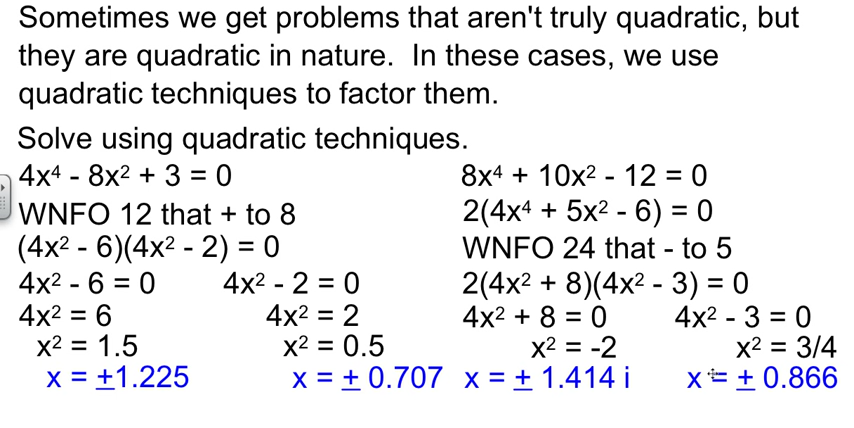 Sometimes we get problems that aren't truly quadratic, but
they are quadratic in nature. In these cases, we use
quadratic techniques to factor them.
Solve using quadratic techniques.
4x⁴ - 8x² + 3 = 0
WNFO 12 that + to 8
(4x² - 6)(4x² - 2) = 0
4x² - 6 = 0 4x² - 2 = 0
4x² = 6 4x² = 2
x² = 1.5 x² = 0.5
x = ±1.225 x = ± 0.707
8x⁴ + 10x² - 12 = 0
2(4x⁴ + 5x² - 6) = 0
WNFO 24 that - to 5
2(4x² + 8)(4x² - 3) = 0
4x² + 8 = 0 4x² - 3 = 0
x² = -2 x² = 3/4
x = ± 1.414 i x = ± 0.866